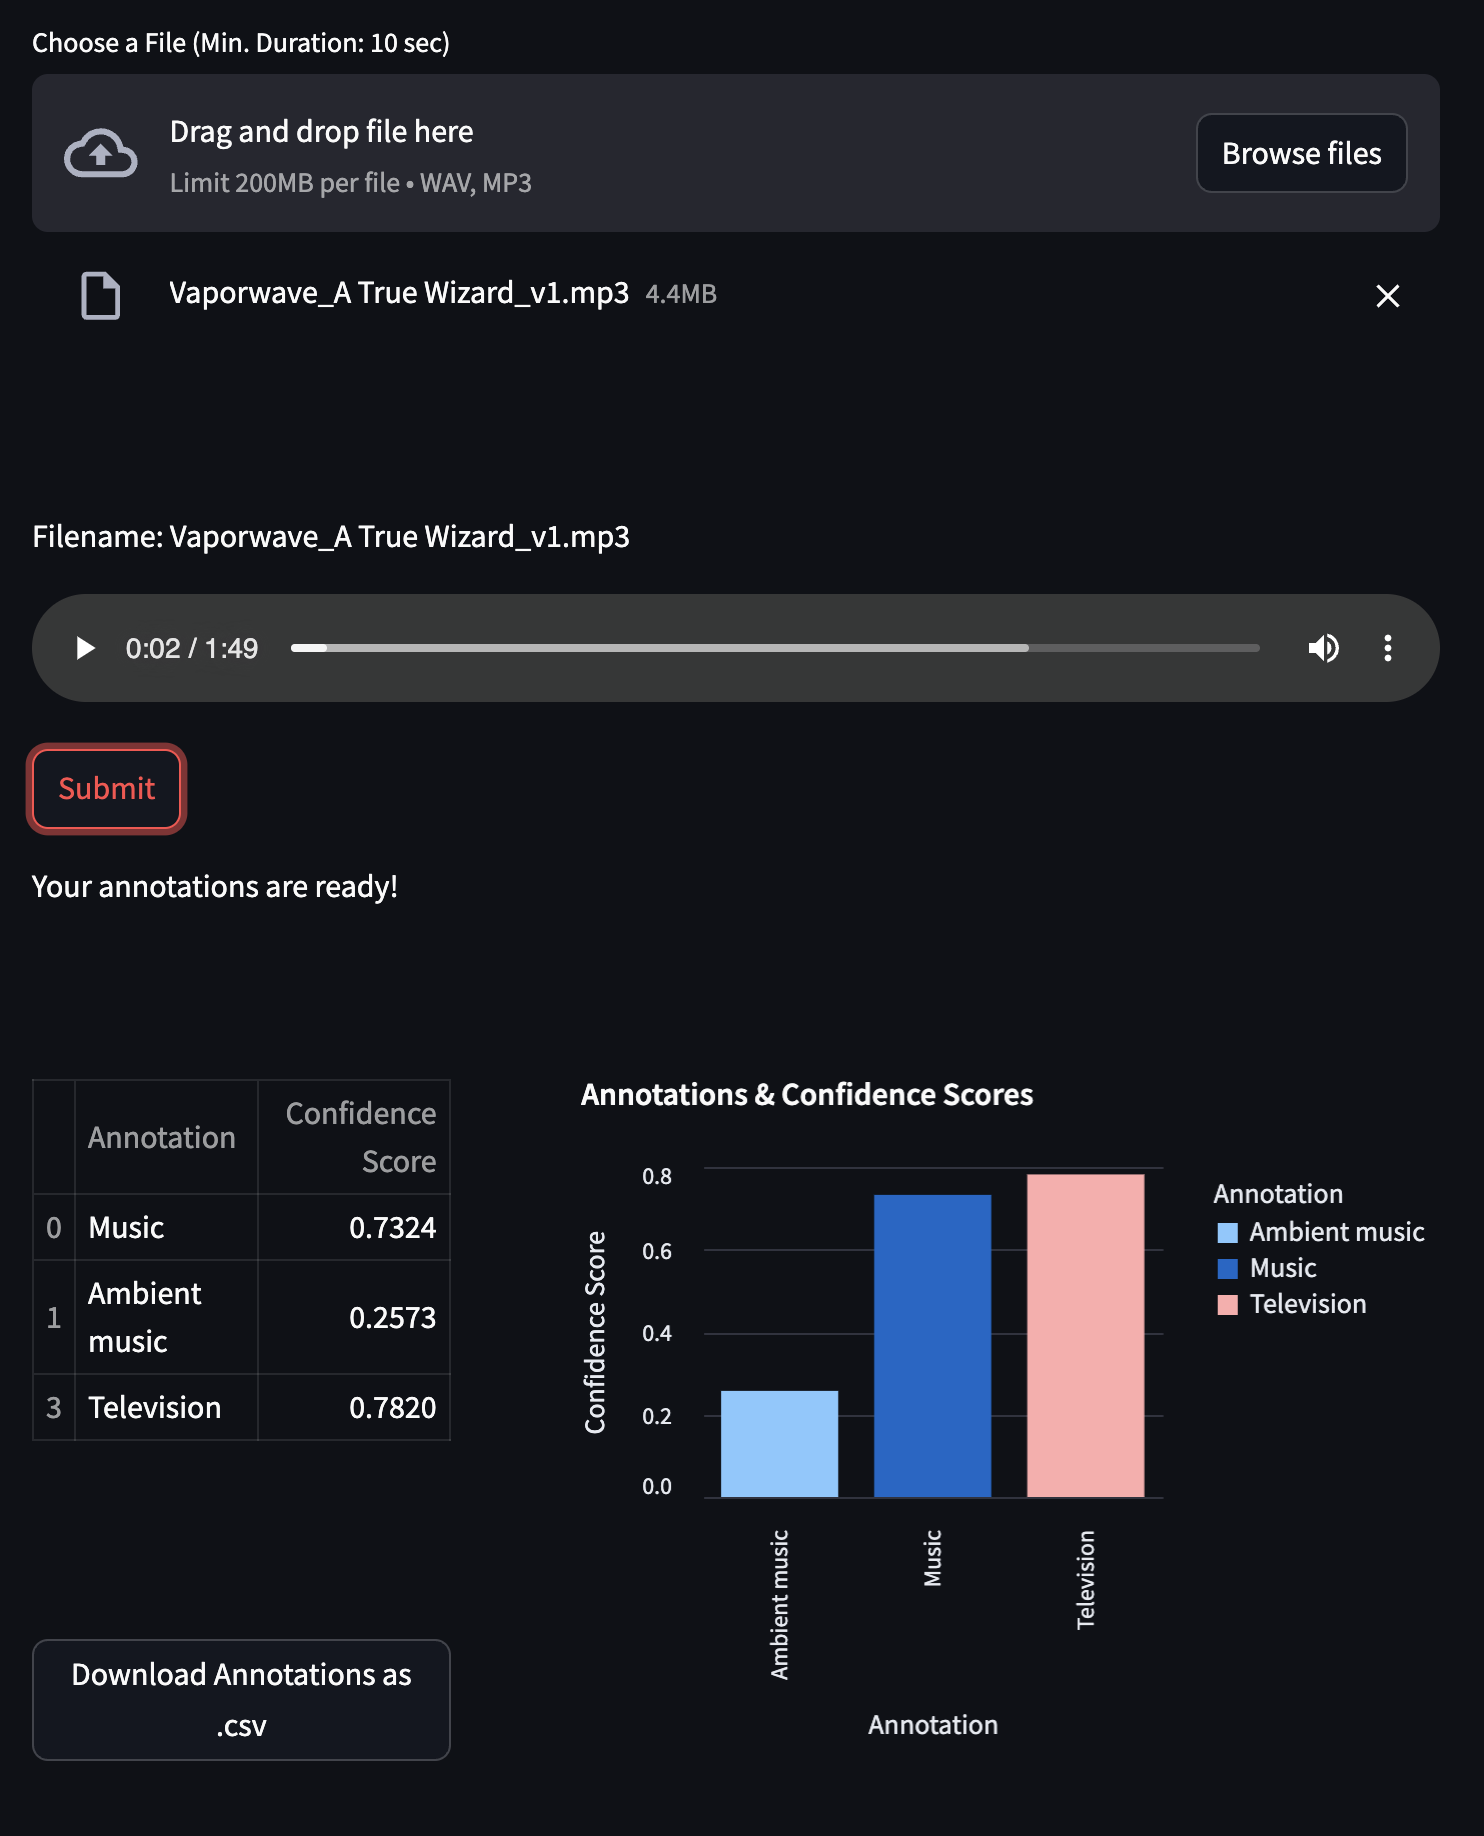 Choose a File (Min. Duration: 10 sec)
Drag and drop file here
Limit 200MB per file • WAV, MP3
Browse files
Vaporwave_A True Wizard_v1.mp3 4.4MB
Filename: Vaporwave_A True Wizard_v1.mp3
0:02 / 1:49
Submit
Your annotations are ready!
Annotation
Confidence
Score
0 Music 0.7324
1 Ambient
music 0.2573
3 Television 0.7820
Download Annotations as
.csv
Annotations & Confidence Scores
Confidence Score
0.8
0.6
0.4
0.2
0.0
Ambient music
Music
Television
Annotation
Annotation
Ambient music
Music
Television